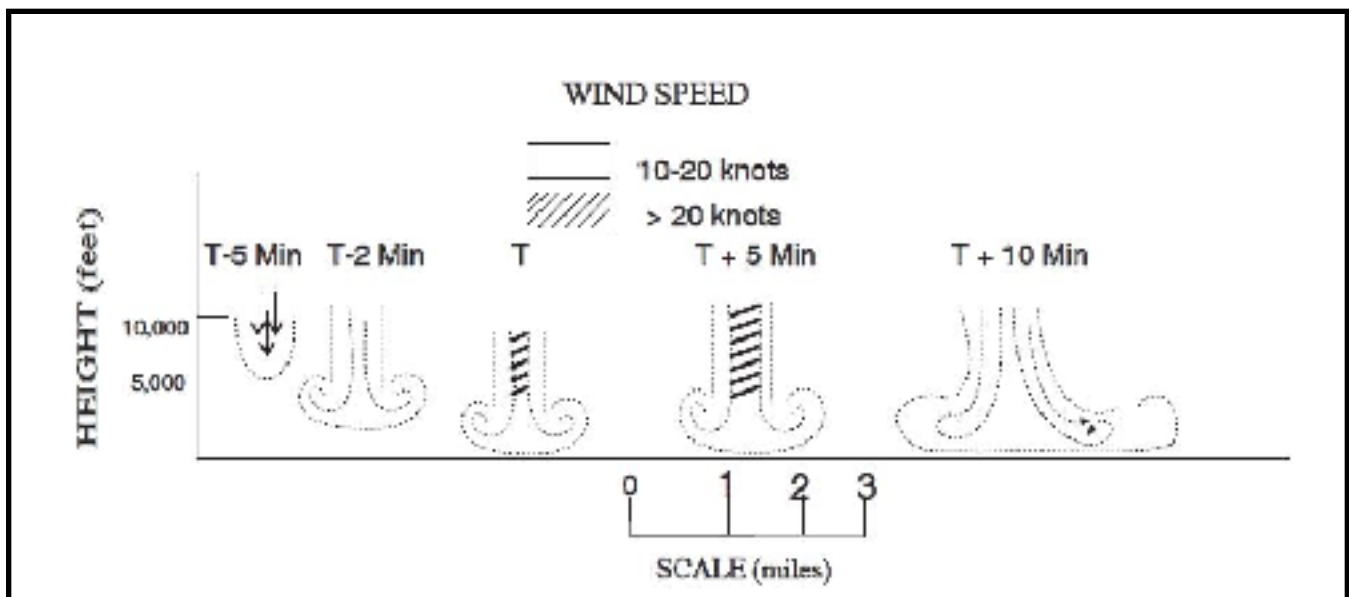 WIND SPEED
10-20 knots
> 20 knots
T-5 Min T-2 Min T T + 5 Min T + 10 Min
HEIGHT (feet)
10,000
5,000
0 1 2 3
SCALE (miles)